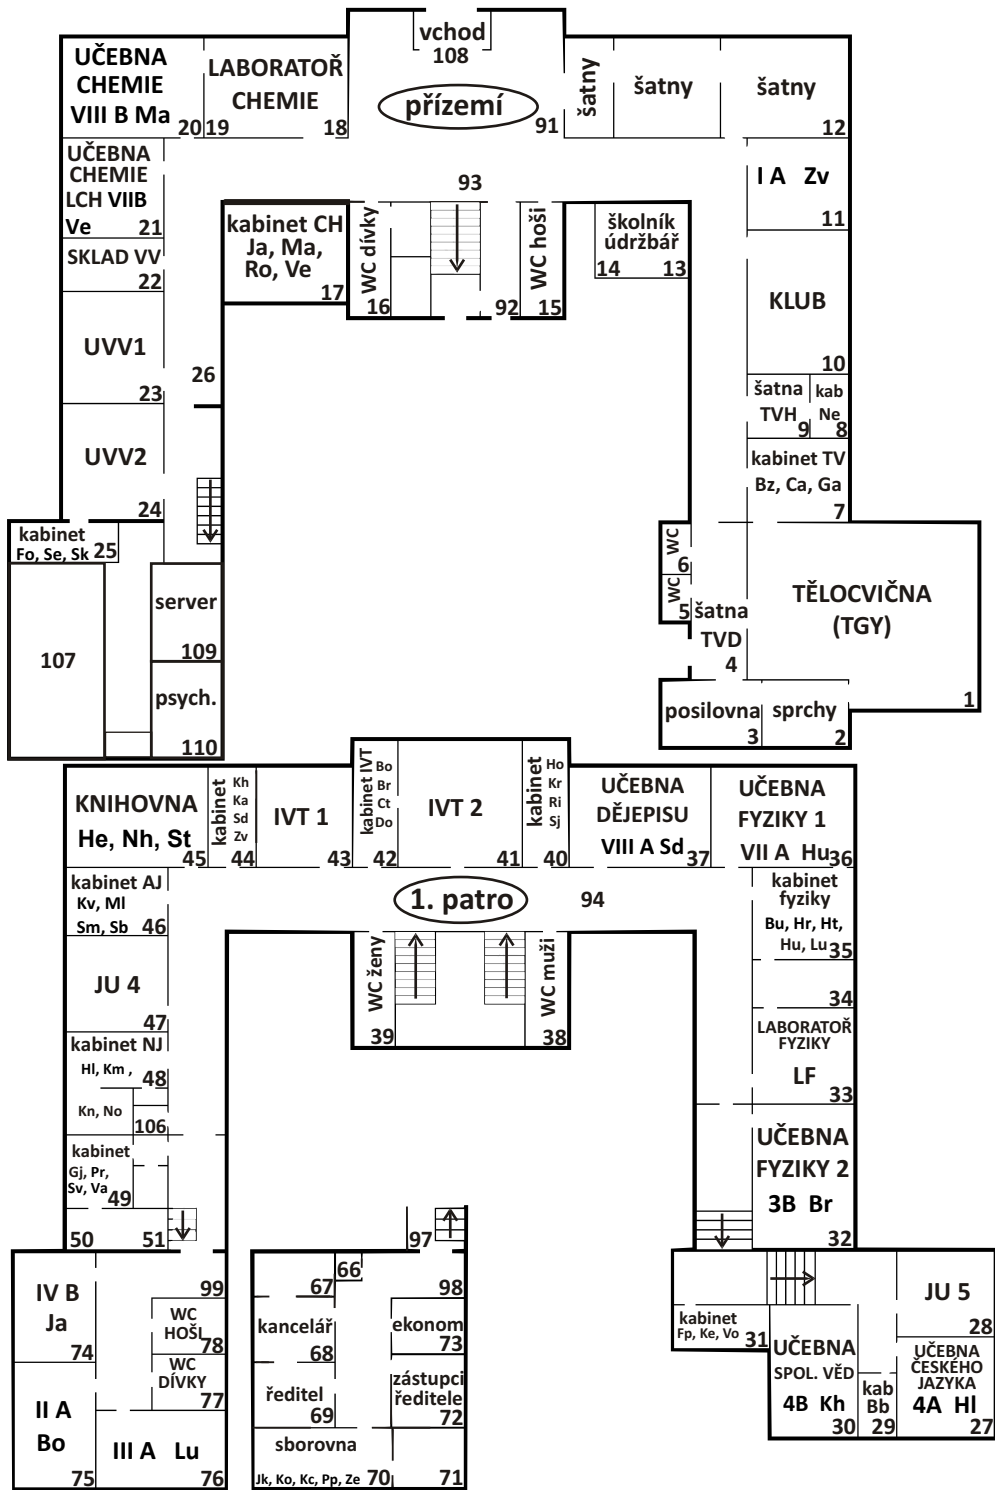 vchod
108
přízemí
UČEBNA
CHEMIE
VIII B Ma
20
LABORATOŘ
CHEMIE
19
18
91
šatny
šatny
šatny
12
UČEBNA
CHEMIE
LCH VIIB
Ve
21
93
I A Zv
11
SKLAD VV
22
kabinet CH
Ja, Ma,
Ro, Ve
17
WC dívky
16
92
WC hoši
15
školník
údržbář
14
13
KLUB
10
UVV1
23
26
šatna
TVH
9
kab
Ne
8
UVV2
24
kabinet TV
Bz, Ca, Ga
7
kabinet
Fo, Se, Sk
25
WC
6
WC
5
šatna
TVD
4
TĚLOCVIČNA
(TGY)
1
107
server
109
psych.
110
posilovna
3
sprchy
2
KNIHOVNA
He, Nh, St
45
kabinet
Kh
Ka
Sd
Zv
44
IVT 1
43
kabinet IVT
Bo
Br
Ct
Do
42
IVT 2
41
kabinet
Ho
Kr
Ri
Sj
40
UČEBNA
DĚJEPISU
VIII A Sd
37
UČEBNA
FYZIKY 1
VII A Hu
36
1. patro
94
kabinet AJ
Kv, Ml
Sm, Sb
46
kabinet
fyziky
Bu, Hr, Ht,
Hu, Lu
35
JU 4
47
WC ženy
39
WC muži
38
34
LABORATOŘ
FYZIKY
LF
33
kabinet NJ
Hl, Km ,
48
Kn, No
106
kabinet
Gj, Pr,
Sv, Va
49
50
51
UČEBNA
FYZIKY 2
3B Br
32
IV B
Ja
74
99
WC
HOŠI
78
WC
DÍVKY
77
II A
Bo
75
III A Lu
76
97
66
67
98
kancelář
68
ekonom
73
ředitel
69
zástupci
ředitele
72
sborovna
Jk, Ko, Kc, Pp, Ze
70
71
kabinet
Fp, Ke, Vo
31
JU 5
28
UČEBNA
SPOL. VĚD
4B Kh
30
kab
Bb
29
UČEBNA
ČESKÉHO
JAZYKA
4A Hl
27